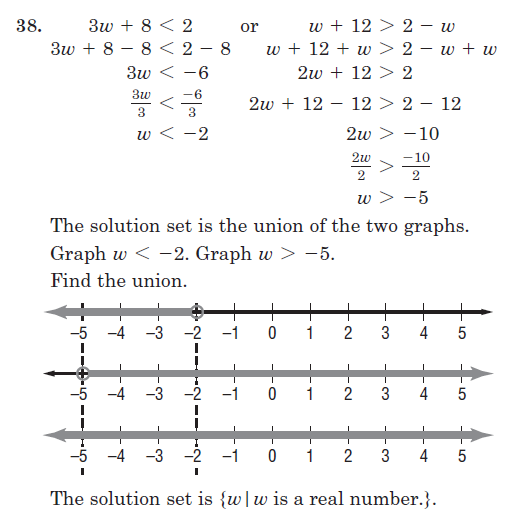 38. 3w + 8 < 2 or w + 12 > 2 − w
3w + 8 − 8 < 2 − 8 w + 12 + w > 2 − w + w
3w < −6 2w + 12 > 2
3w/3 < −6/3 2w + 12 − 12 > 2 − 12
w < −2 2w > −10
2w/2 > −10/2
w > −5
The solution set is the union of the two graphs.
Graph w < −2. Graph w > −5.
Find the union.
−5 −4 −3 −2 −1 0 1 2 3 4 5
−5 −4 −3 −2 −1 0 1 2 3 4 5
−5 −4 −3 −2 −1 0 1 2 3 4 5
The solution set is {w|w is a real number.}.